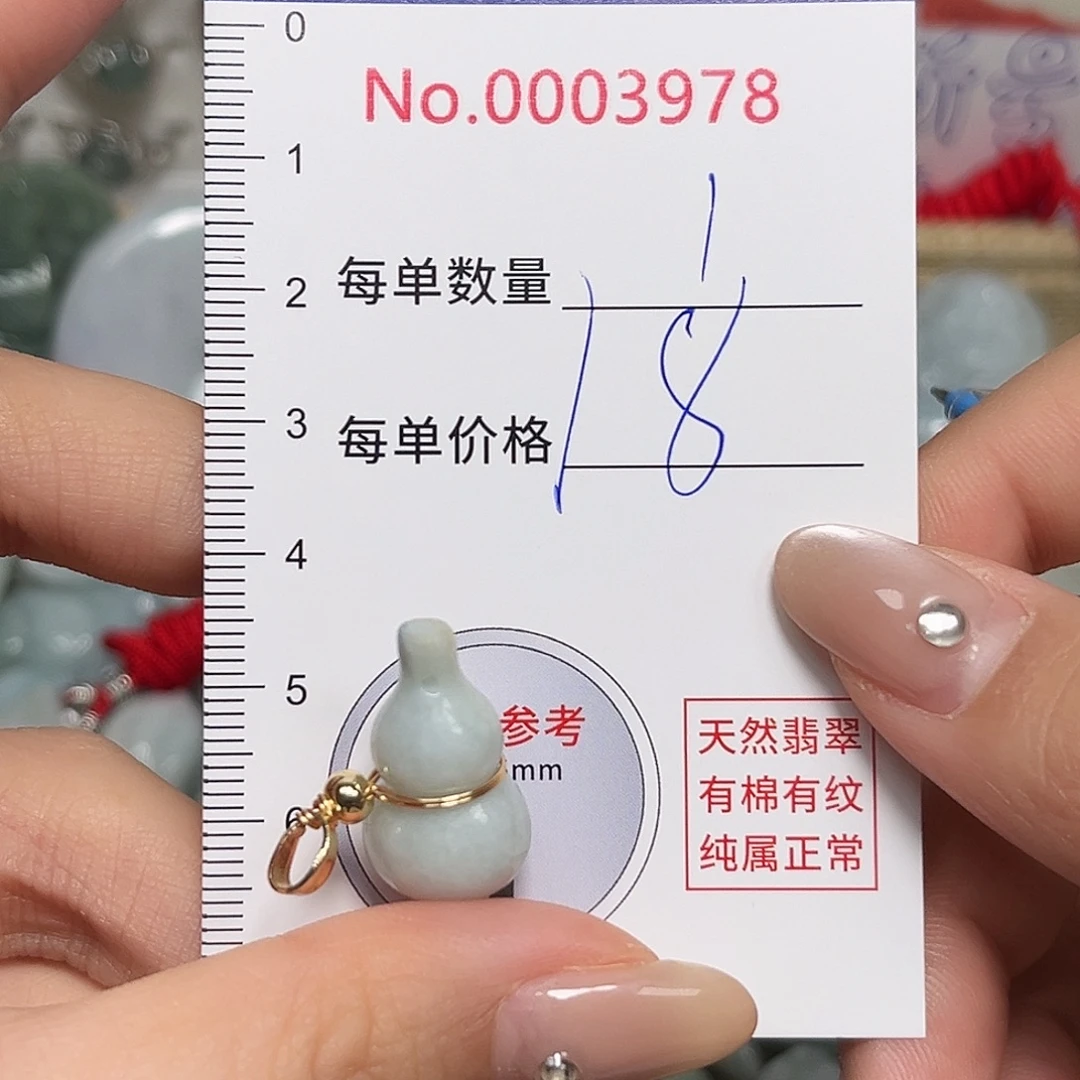 0
No.0003978
1
每单数量 1
2
每单价格 18
3
4
5
参考
mm
天然翡翠
有棉有纹
纯属正常
6